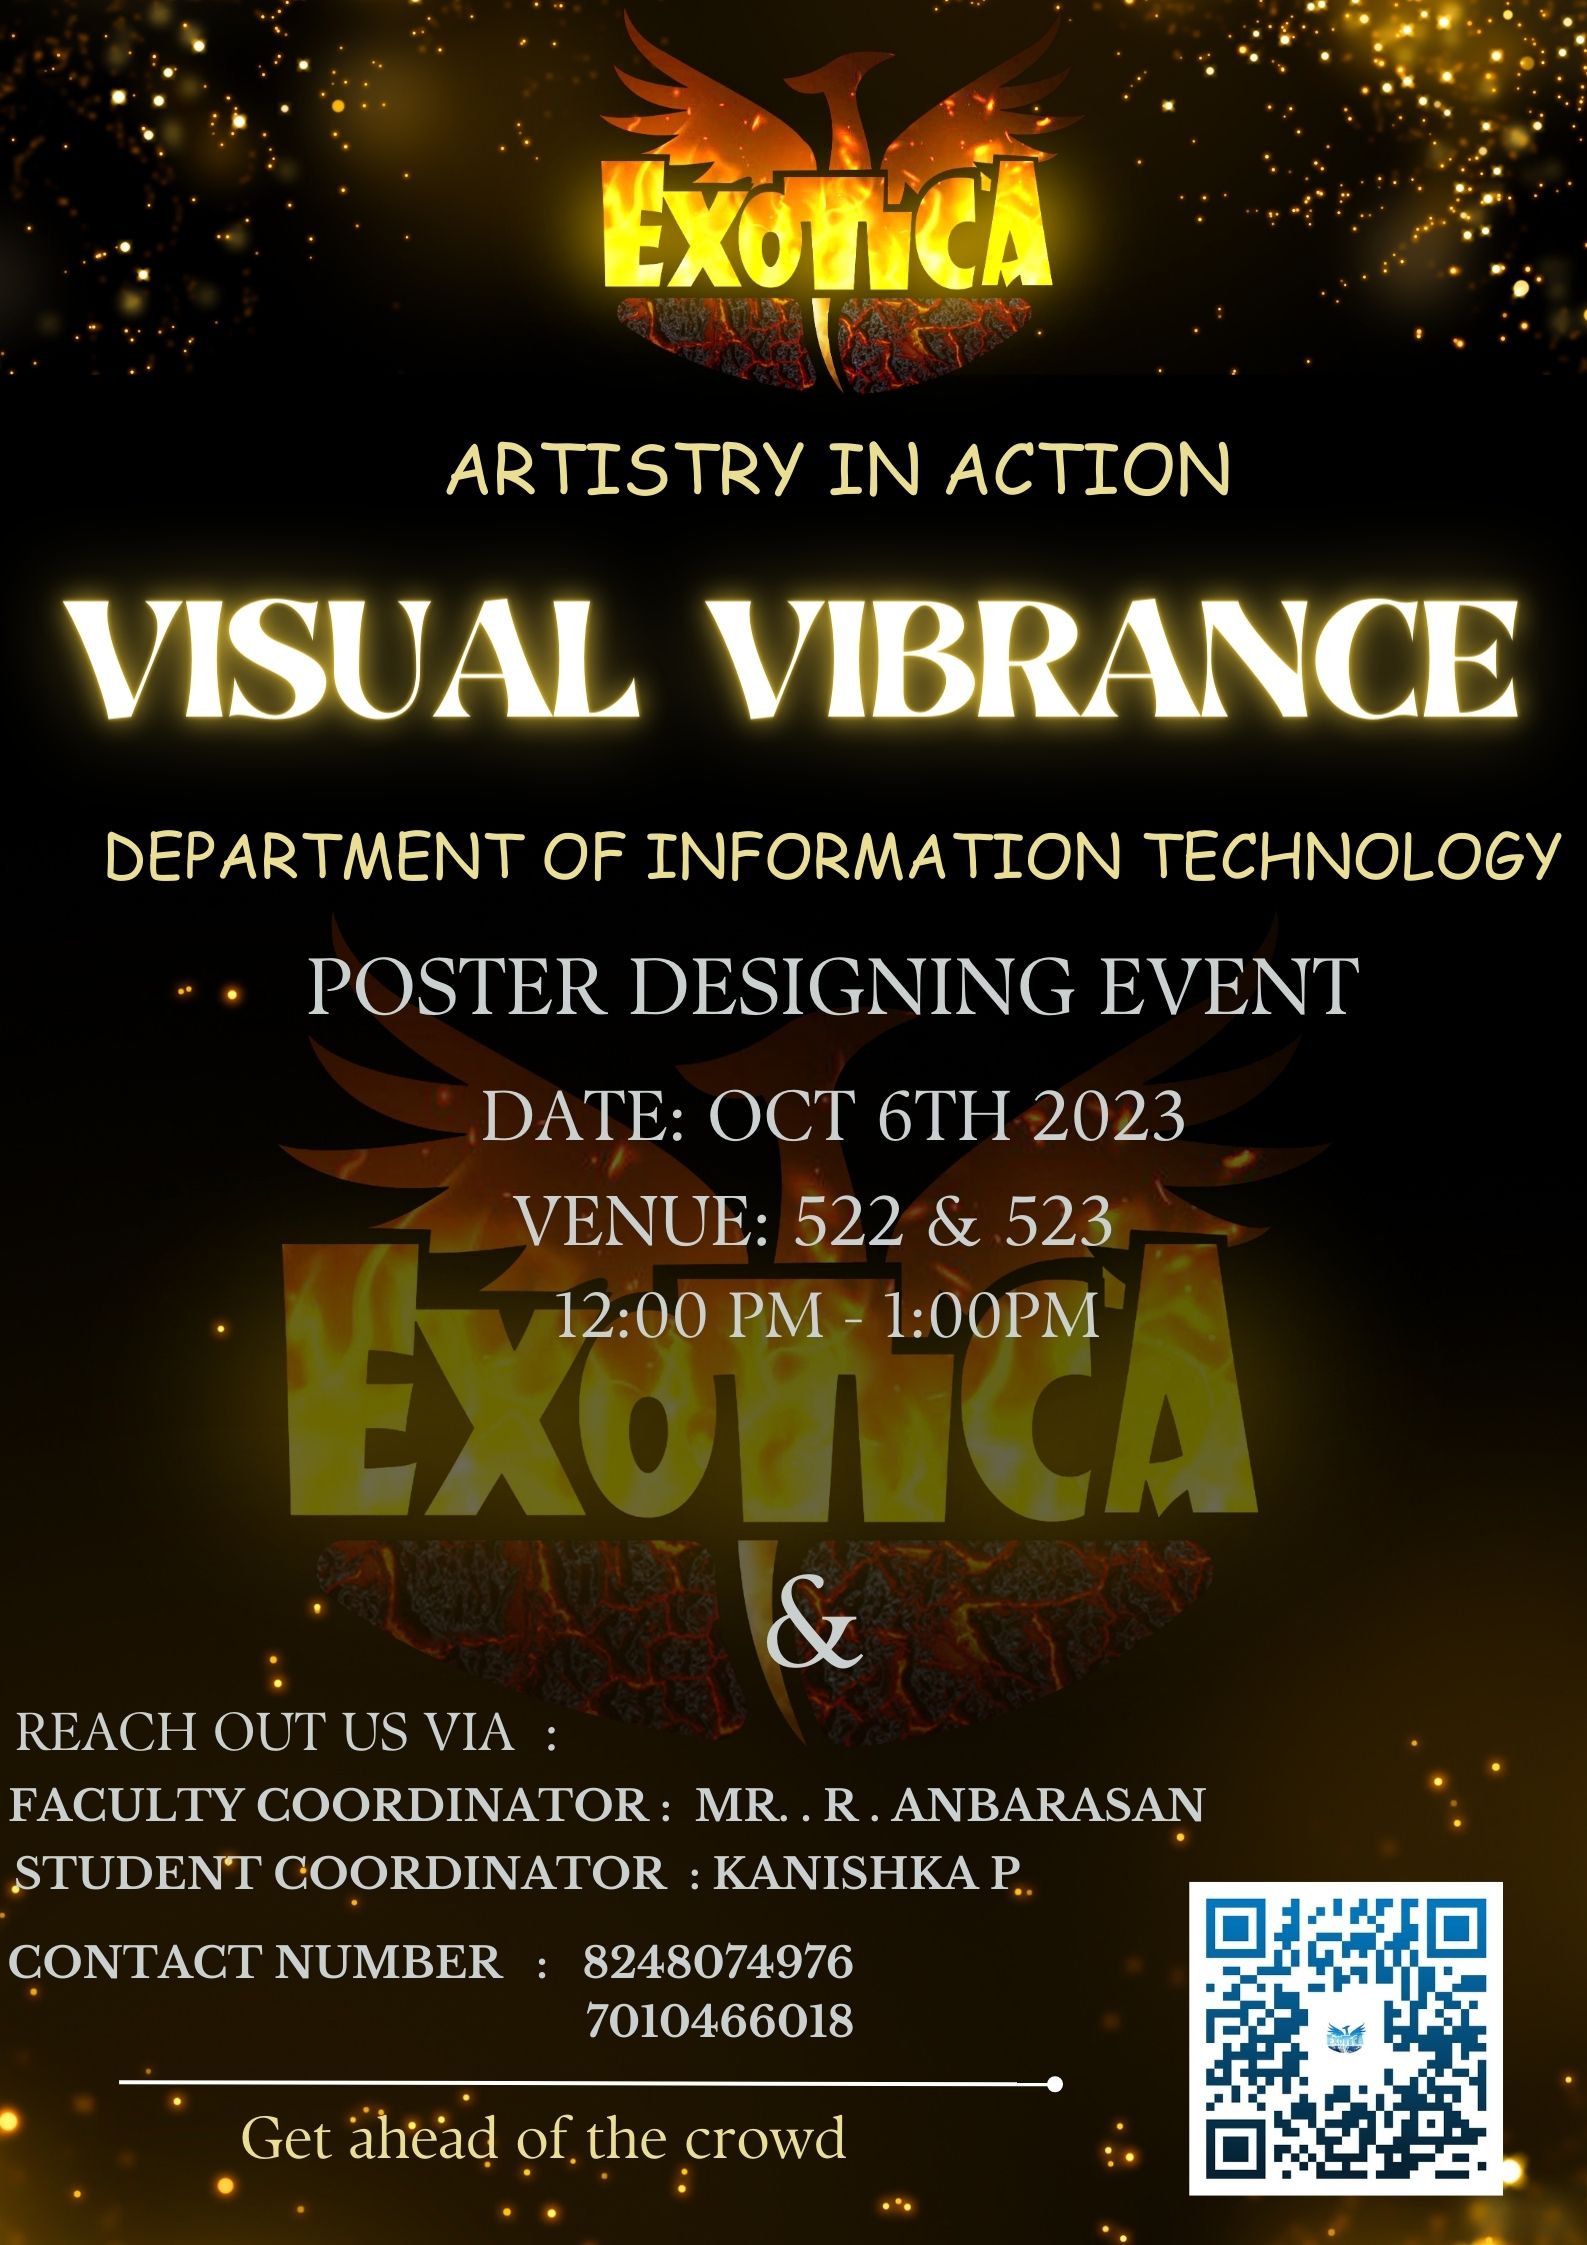 EXOTICA
ARTISTRY IN ACTION
VISUAL VIBRANCE
DEPARTMENT OF INFORMATION TECHNOLOGY
POSTER DESIGNING EVENT
DATE: OCT 6TH 2023
VENUE: 522 & 523
12:00 PM - 1:00PM
EXOTICA
&
REACH OUT US VIA :
FACULTY COORDINATOR : MR. . R . ANBARASAN
STUDENT COORDINATOR : KANISHKA P
CONTACT NUMBER : 8248074976
7010466018
Get ahead of the crowd
EXOTICA